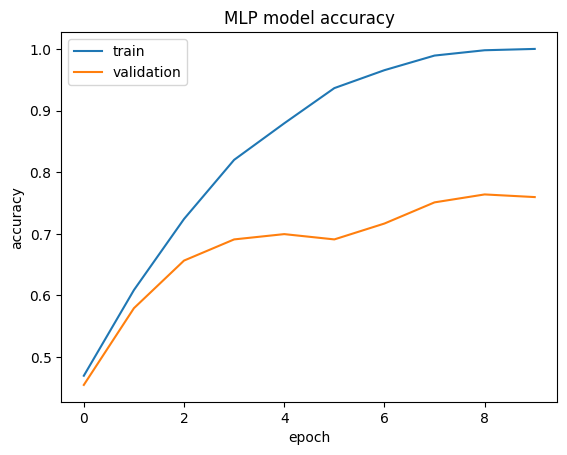 MLP model accuracy
train
validation
1.0
0.9
0.8
0.7
0.6
0.5
accuracy
0 2 4 6 8
epoch